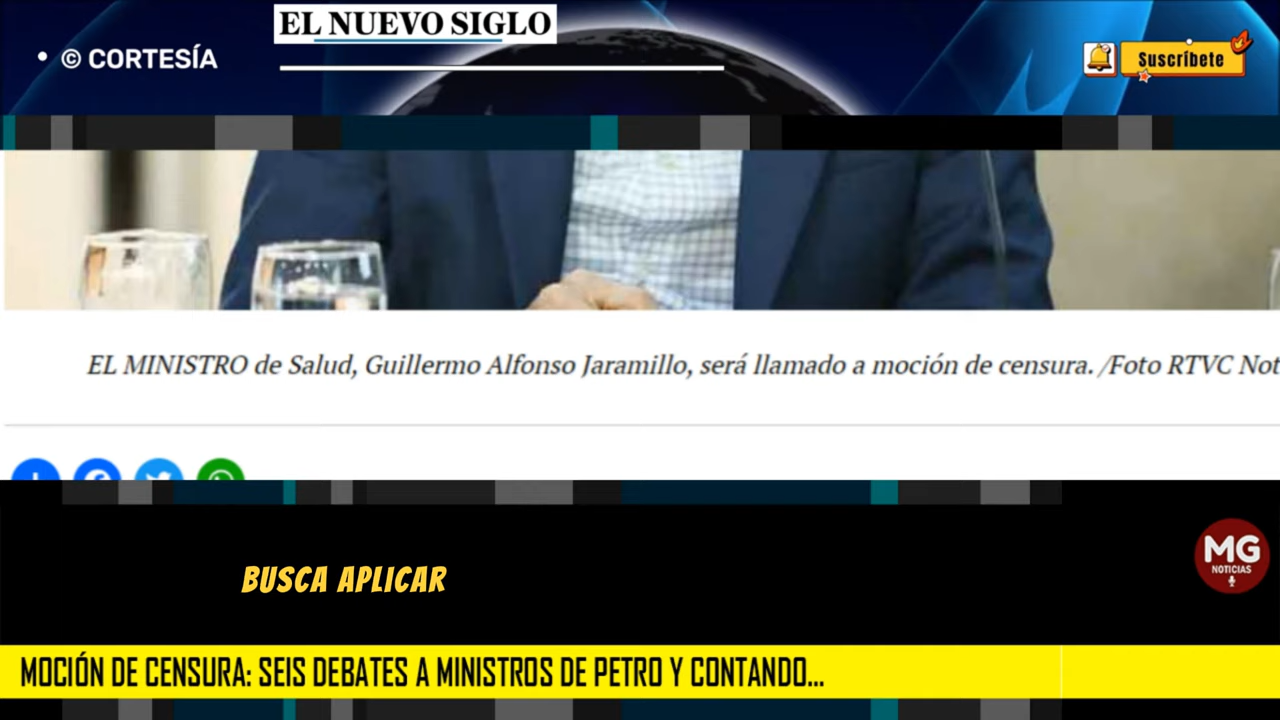 EL NUEVO SIGLO
• © CORTESÍA
Suscríbete
EL MINISTRO de Salud, Guillermo Alfonso Jaramillo, será llamado a moción de censura. /Foto RTVC Not
BUSCA APLICAR
MG
NOTICIAS
MOCIÓN DE CENSURA: SEIS DEBATES A MINISTROS DE PETRO Y CONTANDO...